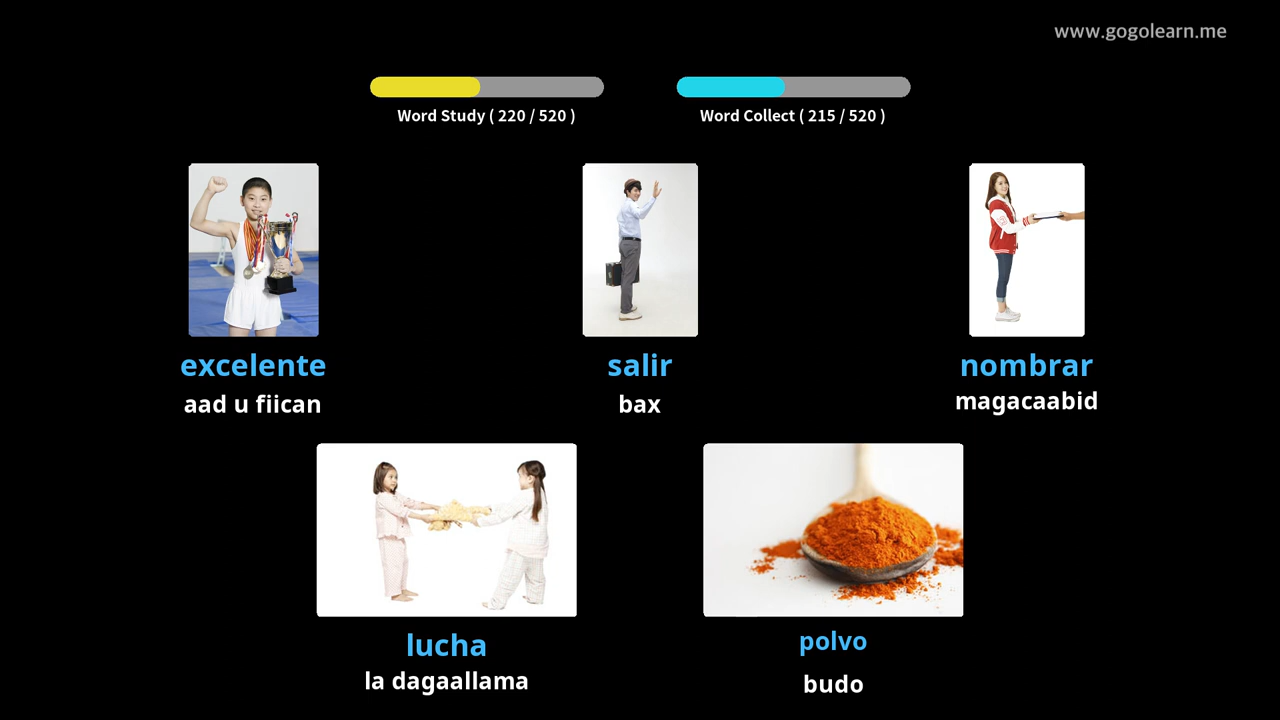 www.gogolearn.me
Word Study ( 220 / 520 )
Word Collect ( 215 / 520 )
excelente
aad u fiican
salir
bax
nombrar
magacaabid
lucha
la dagaallama
polvo
budo